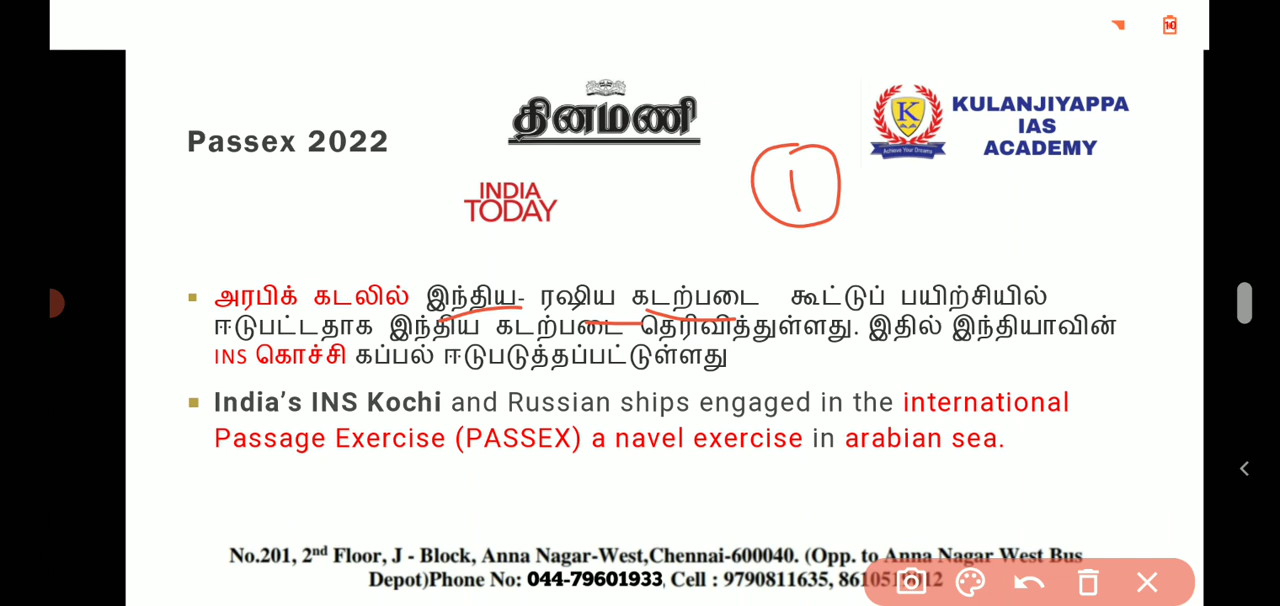 10
தினமணி
Passex 2022
KULANJIYAPPA
IAS
ACADEMY
K
Achieve Your Dreams
1
INDIA
TODAY
அரபிக் கடலில் இந்திய- ரஷிய கடற்படை கூட்டுப் பயிற்சியில்
ஈடுபட்டதாக இந்திய கடற்படை தெரிவித்துள்ளது. இதில் இந்தியாவின்
INS கொச்சி கப்பல் ஈடுபடுத்தப்பட்டுள்ளது
India's INS Kochi and Russian ships engaged in the international
Passage Exercise (PASSEX) a navel exercise in arabian sea.
No.201, 2nd Floor, J - Block, Anna Nagar-West,Chennai-600040. (Opp. to Anna Nagar West Bus
Depot)Phone No: 044-79601933, Cell : 9790811635,